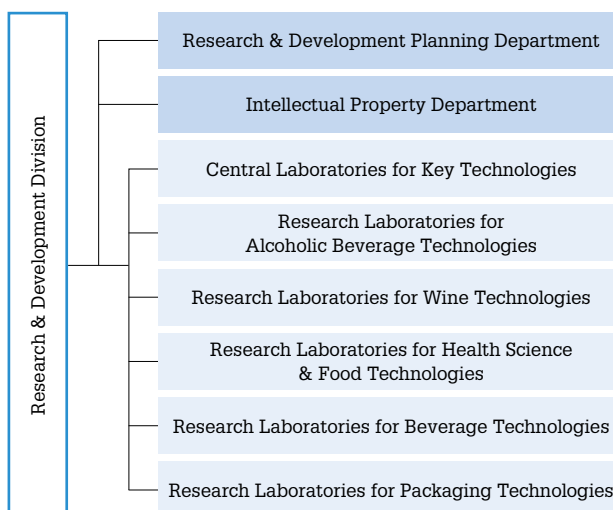 Research & Development Division
Research & Development Planning Department
Intellectual Property Department
Central Laboratories for Key Technologies
Research Laboratories for
Alcoholic Beverage Technologies
Research Laboratories for Wine Technologies
Research Laboratories for Health Science
& Food Technologies
Research Laboratories for Beverage Technologies
Research Laboratories for Packaging Technologies